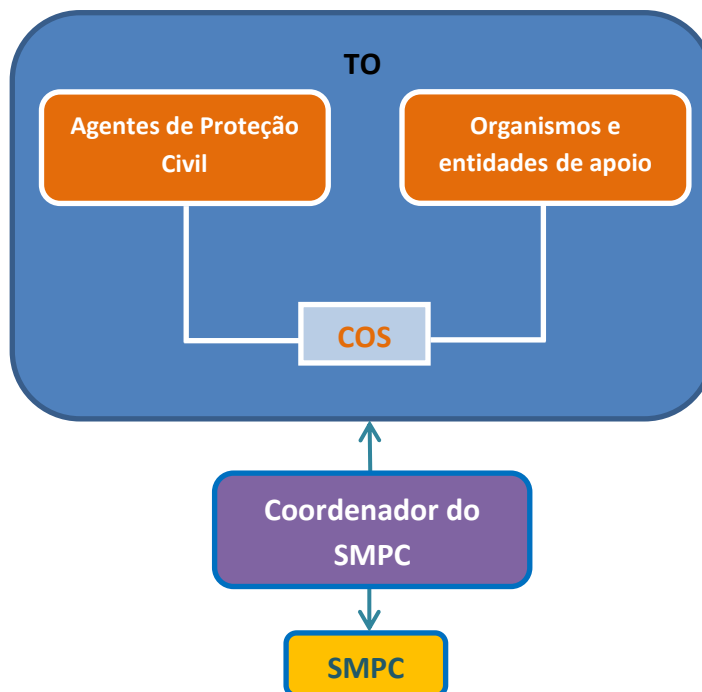 TO
Agentes de Proteção
Civil
Organismos e
entidades de apoio
COS
Coordenador do
SMPC
SMPC